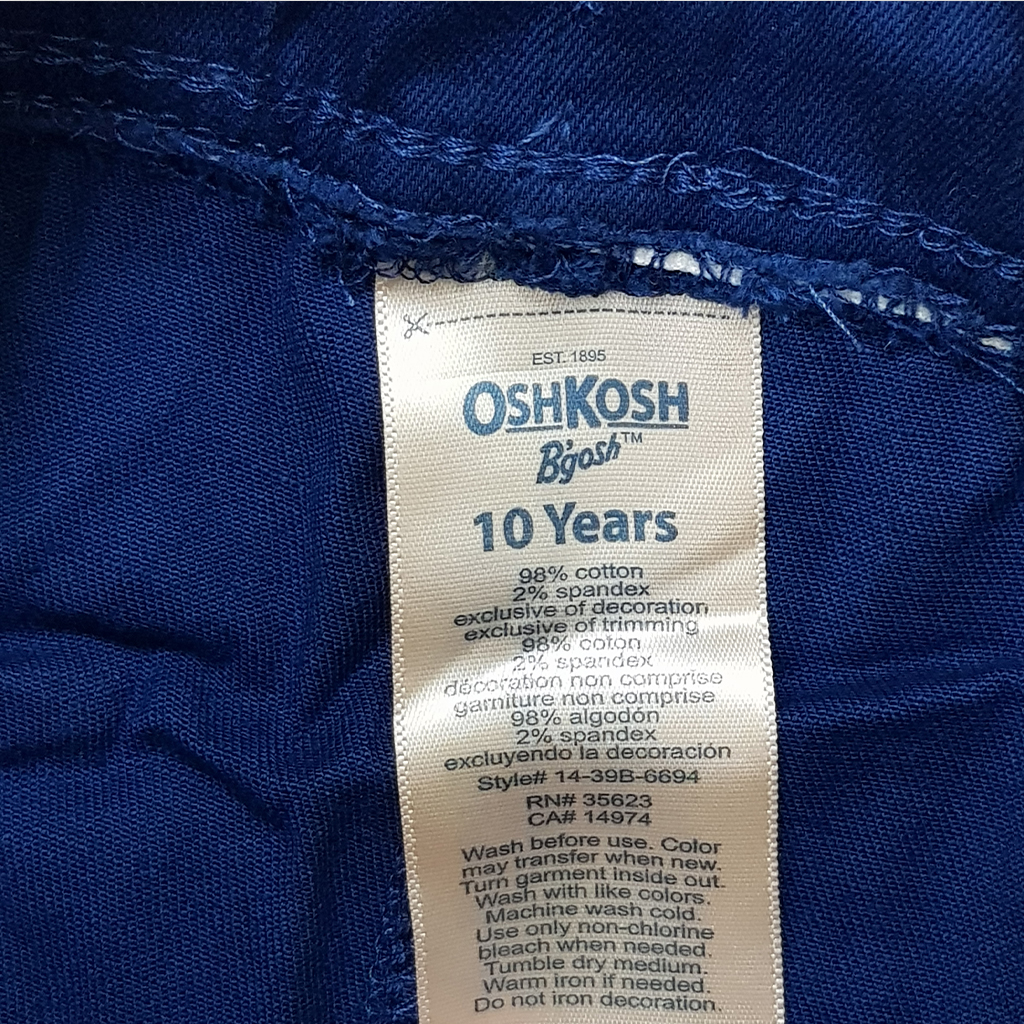 EST. 1895
OSHKOSH
B'gosh™
10 Years
98% cotton
2% spandex
exclusive of decoration
exclusive of trimming
98% coton
2% spandex
décoration non comprise
garniture non comprise
98% algodón
2% spandex
excluyendo la decoración
Style# 14-39B-6694
RN# 35623
CA# 14974
Wash before use. Color
may transfer when new.
Turn garment inside out.
Wash with like colors.
Machine wash cold.
Use only non-chlorine
bleach when needed.
Tumble dry medium.
Warm iron if needed.
Do not iron decoration.